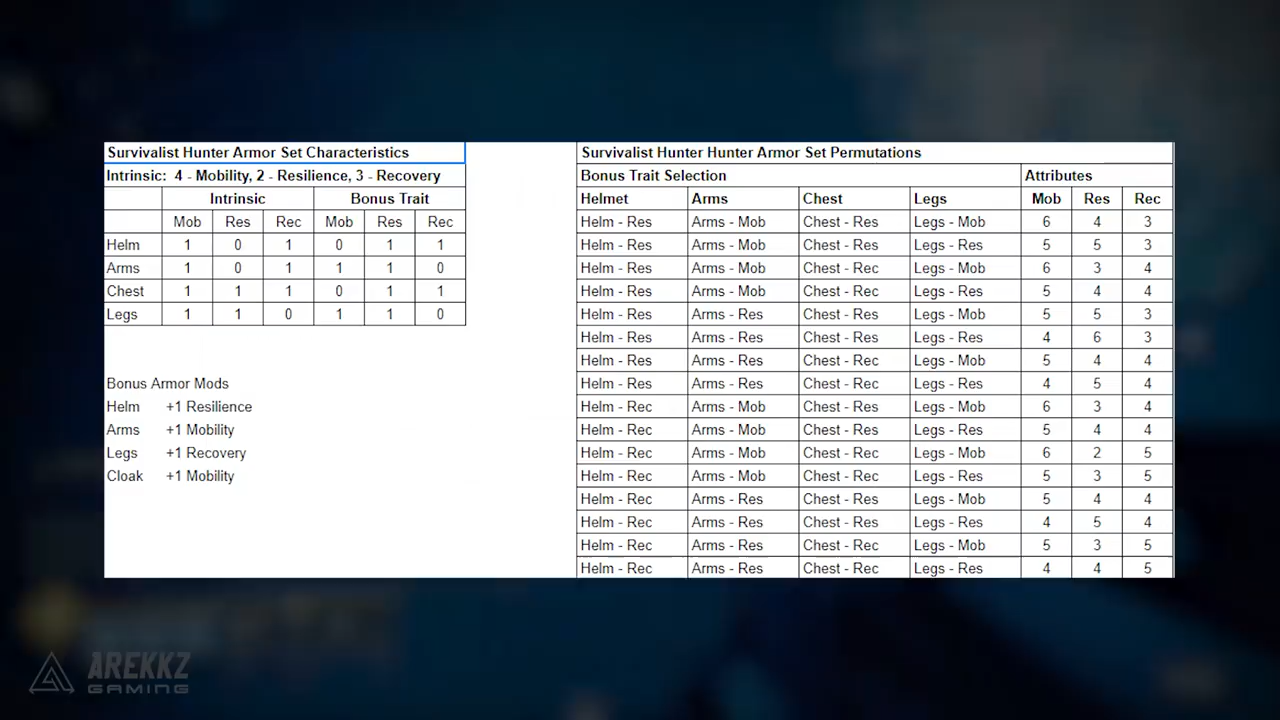 Survivalist Hunter Armor Set Characteristics
Intrinsic: 4 - Mobility, 2 - Resilience, 3 - Recovery
Intrinsic Bonus Trait
Mob Res Rec Mob Res Rec
Helm 1 0 1 0 1 1
Arms 1 0 1 1 1 0
Chest 1 1 1 0 1 1
Legs 1 1 0 1 1 0
Bonus Armor Mods
Helm +1 Resilience
Arms +1 Mobility
Legs +1 Recovery
Cloak +1 Mobility
Survivalist Hunter Hunter Armor Set Permutations
Bonus Trait Selection Attributes
Helmet Arms Chest Legs Mob Res Rec
Helm - Res Arms - Mob Chest - Res Legs - Mob 6 4 3
Helm - Res Arms - Mob Chest - Res Legs - Res 5 5 3
Helm - Res Arms - Mob Chest - Rec Legs - Mob 6 3 4
Helm - Res Arms - Mob Chest - Rec Legs - Res 5 4 4
Helm - Res Arms - Res Chest - Res Legs - Mob 5 5 3
Helm - Res Arms - Res Chest - Res Legs - Res 4 6 3
Helm - Res Arms - Res Chest - Rec Legs - Mob 5 4 4
Helm - Res Arms - Res Chest - Rec Legs - Res 4 5 4
Helm - Rec Arms - Mob Chest - Res Legs - Mob 6 3 4
Helm - Rec Arms - Mob Chest - Res Legs - Res 5 4 4
Helm - Rec Arms - Mob Chest - Rec Legs - Mob 6 2 5
Helm - Rec Arms - Mob Chest - Rec Legs - Res 5 3 5
Helm - Rec Arms - Res Chest - Res Legs - Mob 5 4 4
Helm - Rec Arms - Res Chest - Res Legs - Res 4 5 4
Helm - Rec Arms - Res Chest - Rec Legs - Mob 5 3 5
Helm - Rec Arms - Res Chest - Rec Legs - Res 4 4 5
AREKKZ
GAMING